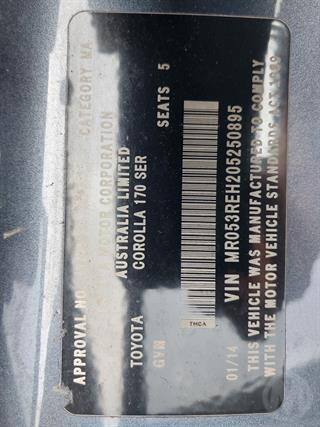 APPROVAL NO. CATEGORY MA
MOTOR CORPORATION
AUSTRALIA LIMITED
TOYOTA COROLLA 170 SER
GVM SEATS 5
THCA
01/14 VIN MR053REH205250895
THIS VEHICLE WAS MANUFACTURED TO COMPLY
WITH THE MOTOR VEHICLE STANDARDS ACT 1989